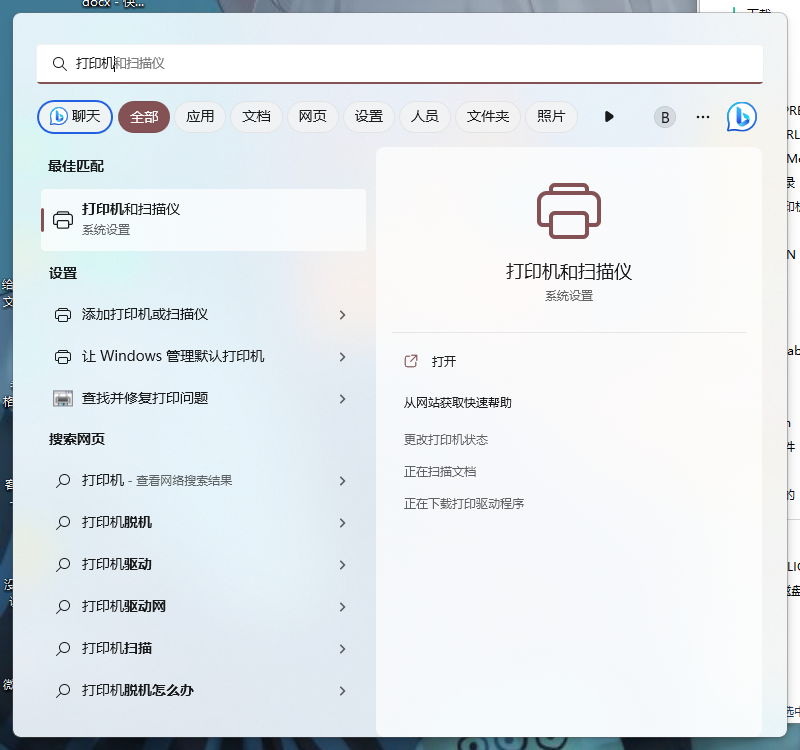 docx - 快...
下载
打印机和扫描仪
聊天 全部 应用 文档 网页 设置 人员 文件夹 照片 B ...
最佳匹配
打印机和扫描仪
系统设置
设置
添加打印机或扫描仪
让 Windows 管理默认打印机
查找并修复打印问题
搜索网页
打印机 - 查看网络搜索结果
打印机脱机
打印机驱动
打印机驱动网
打印机扫描
打印机脱机怎么办
打印机和扫描仪
系统设置
打开
从网站获取快速帮助
更改打印机状态
正在扫描文档
正在下载打印驱动程序